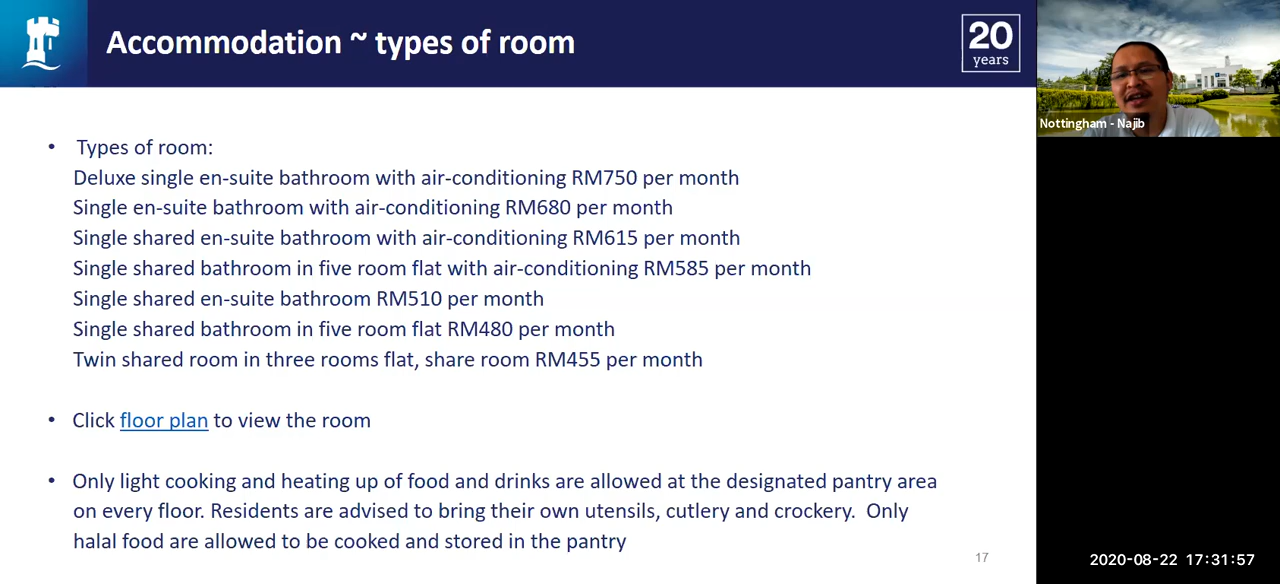 Accommodation ~ types of room
20
years
Nottingham - Najib
• Types of room:
Deluxe single en-suite bathroom with air-conditioning RM750 per month
Single en-suite bathroom with air-conditioning RM680 per month
Single shared en-suite bathroom with air-conditioning RM615 per month
Single shared bathroom in five room flat with air-conditioning RM585 per month
Single shared en-suite bathroom RM510 per month
Single shared bathroom in five room flat RM480 per month
Twin shared room in three rooms flat, share room RM455 per month
• Click floor plan to view the room
• Only light cooking and heating up of food and drinks are allowed at the designated pantry area
on every floor. Residents are advised to bring their own utensils, cutlery and crockery.  Only
halal food are allowed to be cooked and stored in the pantry
17
2020-08-22 17:31:57